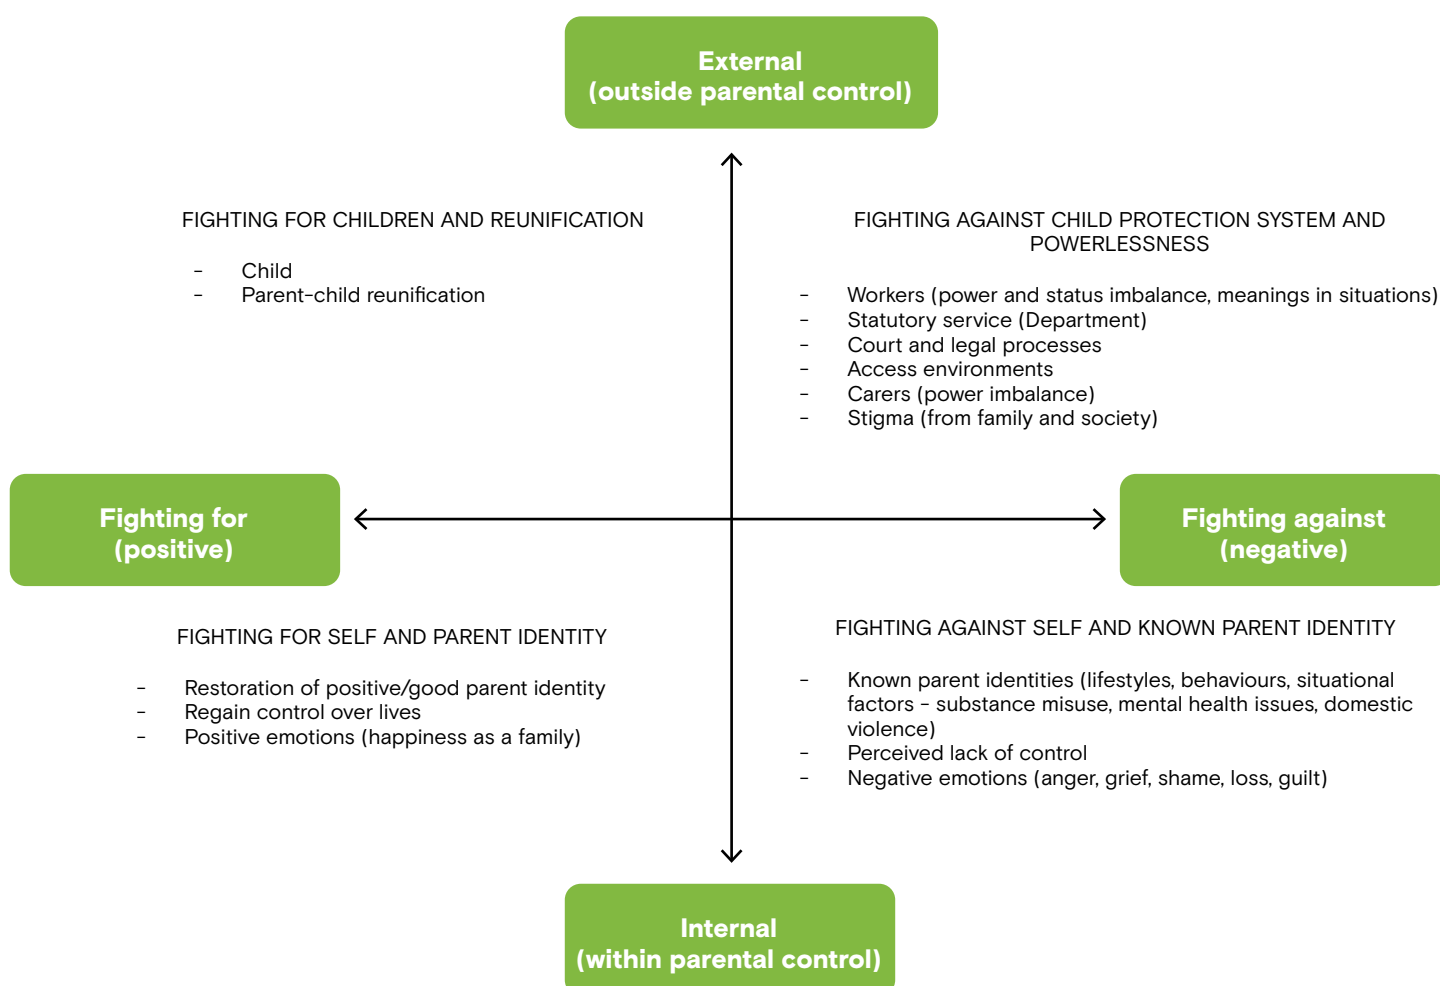 External
(outside parental control)
FIGHTING FOR CHILDREN AND REUNIFICATION
- Child
- Parent-child reunification
FIGHTING AGAINST CHILD PROTECTION SYSTEM AND
POWERLESSNESS
- Workers (power and status imbalance, meanings in situations)
- Statutory service (Department)
- Court and legal processes
- Access environments
- Carers (power imbalance)
- Stigma (from family and society)
Fighting for
(positive)
Fighting against
(negative)
FIGHTING FOR SELF AND PARENT IDENTITY
- Restoration of positive/good parent identity
- Regain control over lives
- Positive emotions (happiness as a family)
FIGHTING AGAINST SELF AND KNOWN PARENT IDENTITY
- Known parent identities (lifestyles, behaviours, situational
factors - substance misuse, mental health issues, domestic
violence)
- Perceived lack of control
- Negative emotions (anger, grief, shame, loss, guilt)
Internal
(within parental control)